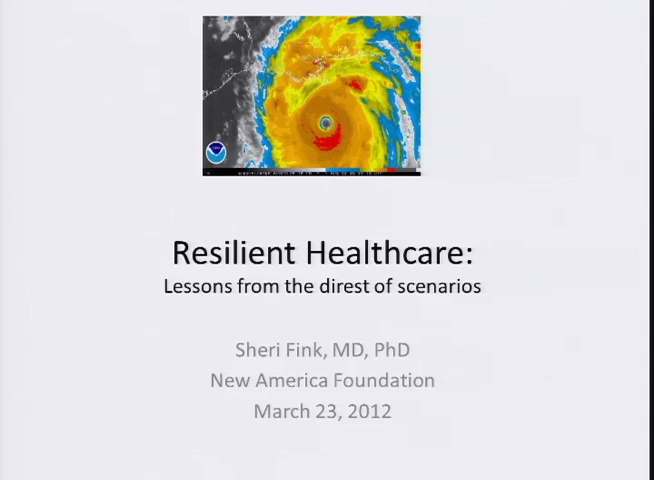 Resilient Healthcare:
Lessons from the direst of scenarios
Sheri Fink, MD, PhD
New America Foundation
March 23, 2012